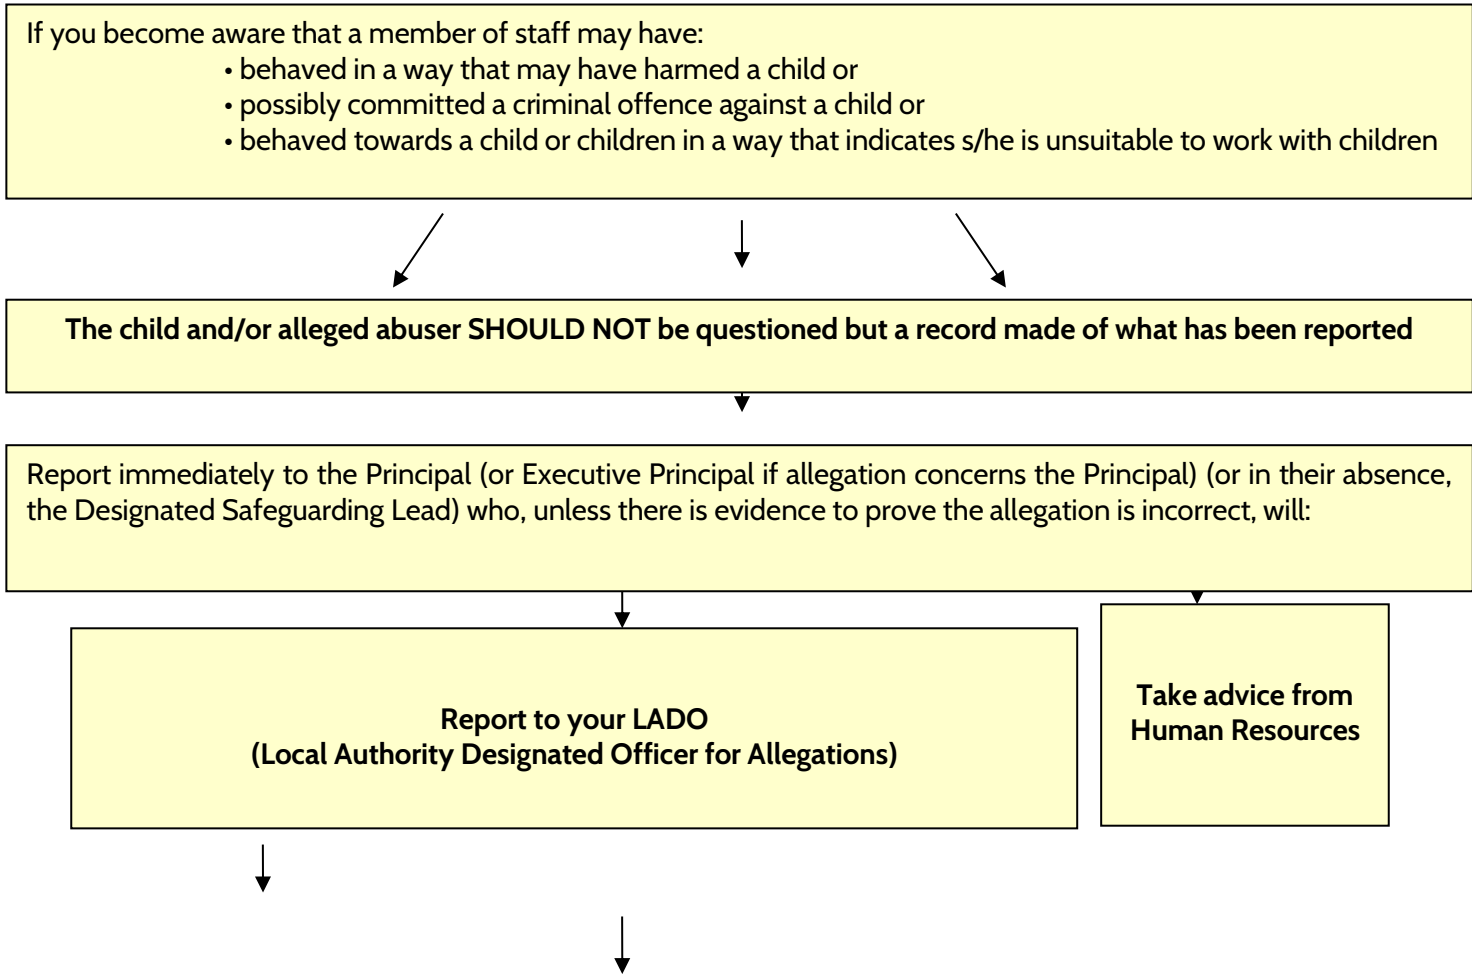 If you become aware that a member of staff may have:
• behaved in a way that may have harmed a child or
• possibly committed a criminal offence against a child or
• behaved towards a child or children in a way that indicates s/he is unsuitable to work with children
The child and/or alleged abuser SHOULD NOT be questioned but a record made of what has been reported
Report immediately to the Principal (or Executive Principal if allegation concerns the Principal) (or in their absence,
the Designated Safeguarding Lead) who, unless there is evidence to prove the allegation is incorrect, will:
Report to your LADO
(Local Authority Designated Officer for Allegations)
Take advice from
Human Resources